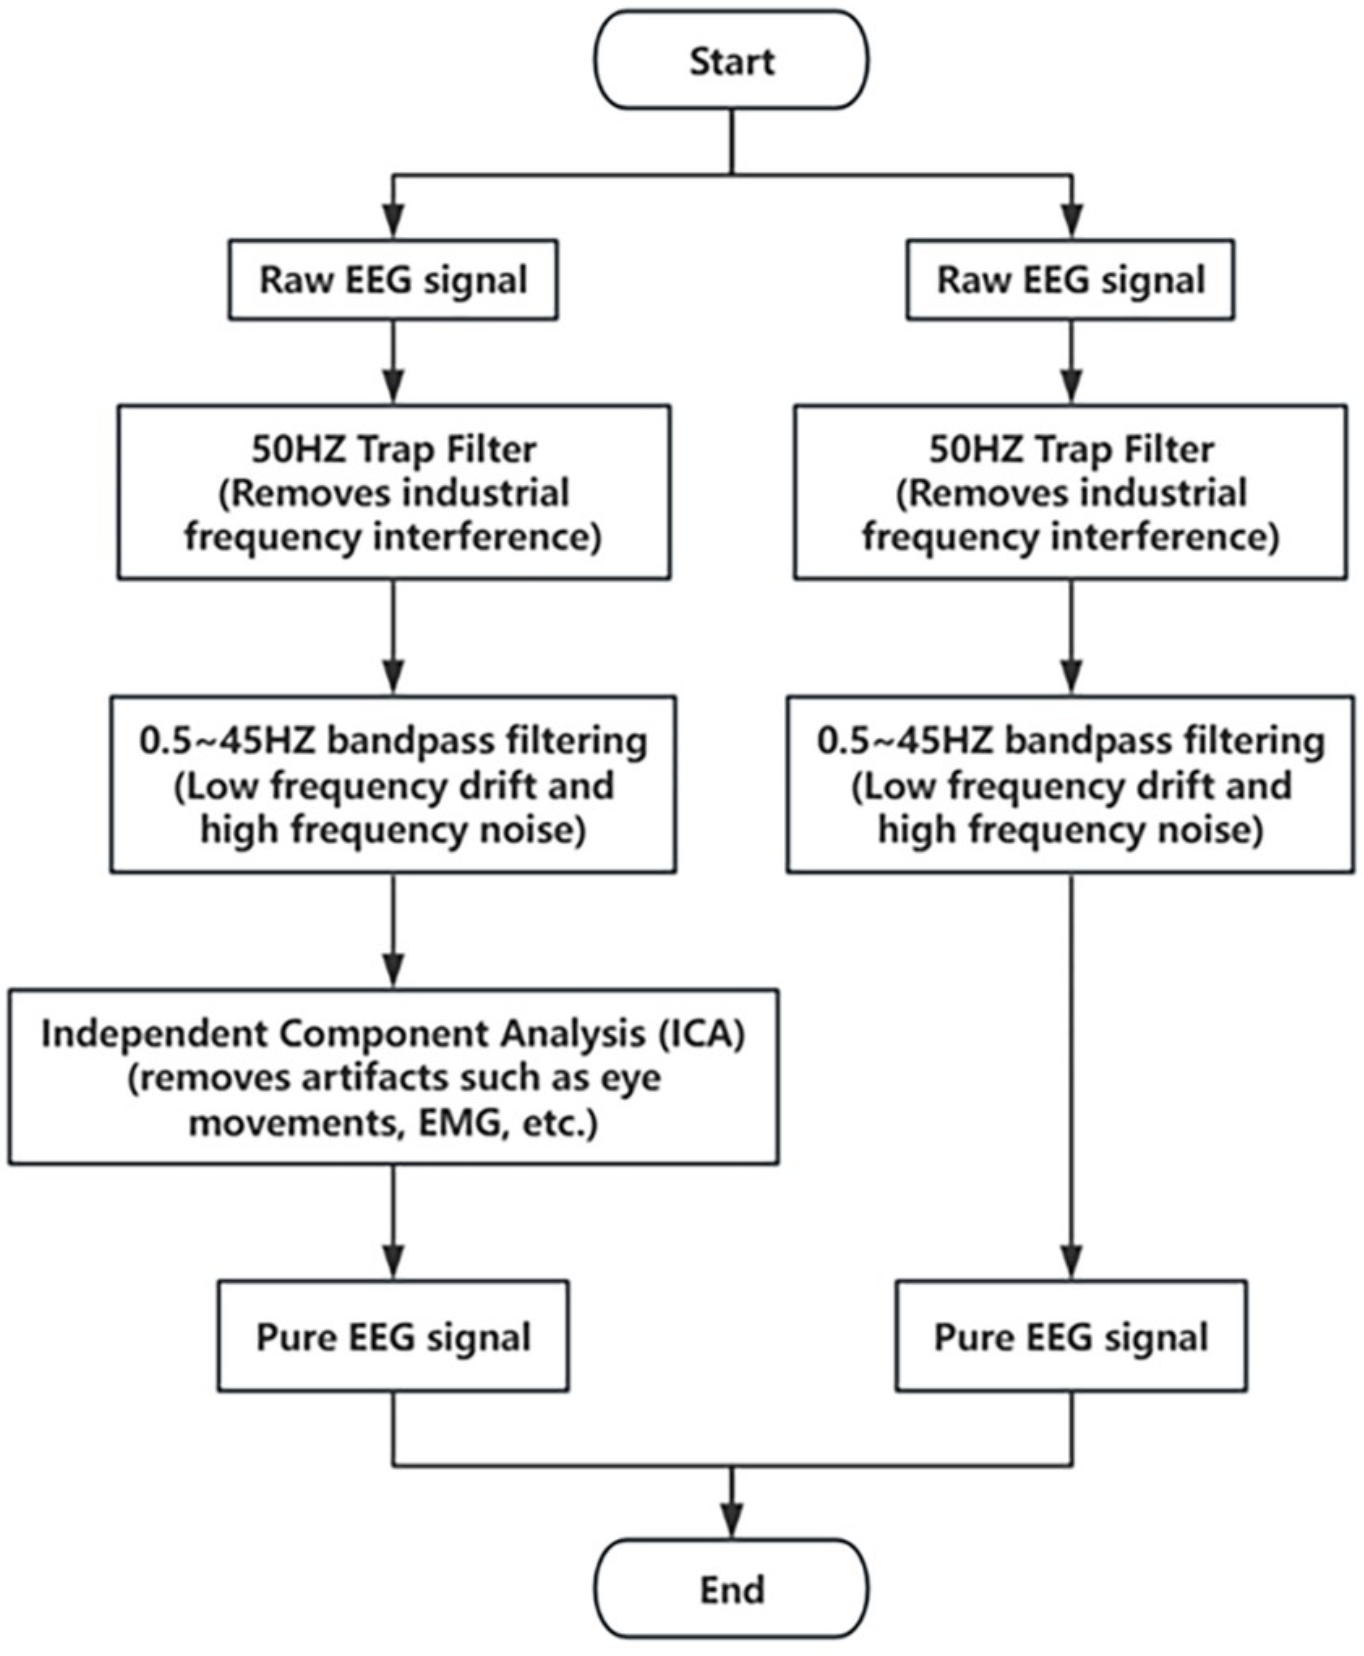 Start
Raw EEG signal
50HZ Trap Filter
(Removes industrial
frequency interference)
0.5~45HZ bandpass filtering
(Low frequency drift and
high frequency noise)
Independent Component Analysis (ICA)
(removes artifacts such as eye
movements, EMG, etc.)
Pure EEG signal
Raw EEG signal
50HZ Trap Filter
(Removes industrial
frequency interference)
0.5~45HZ bandpass filtering
(Low frequency drift and
high frequency noise)
Pure EEG signal
End